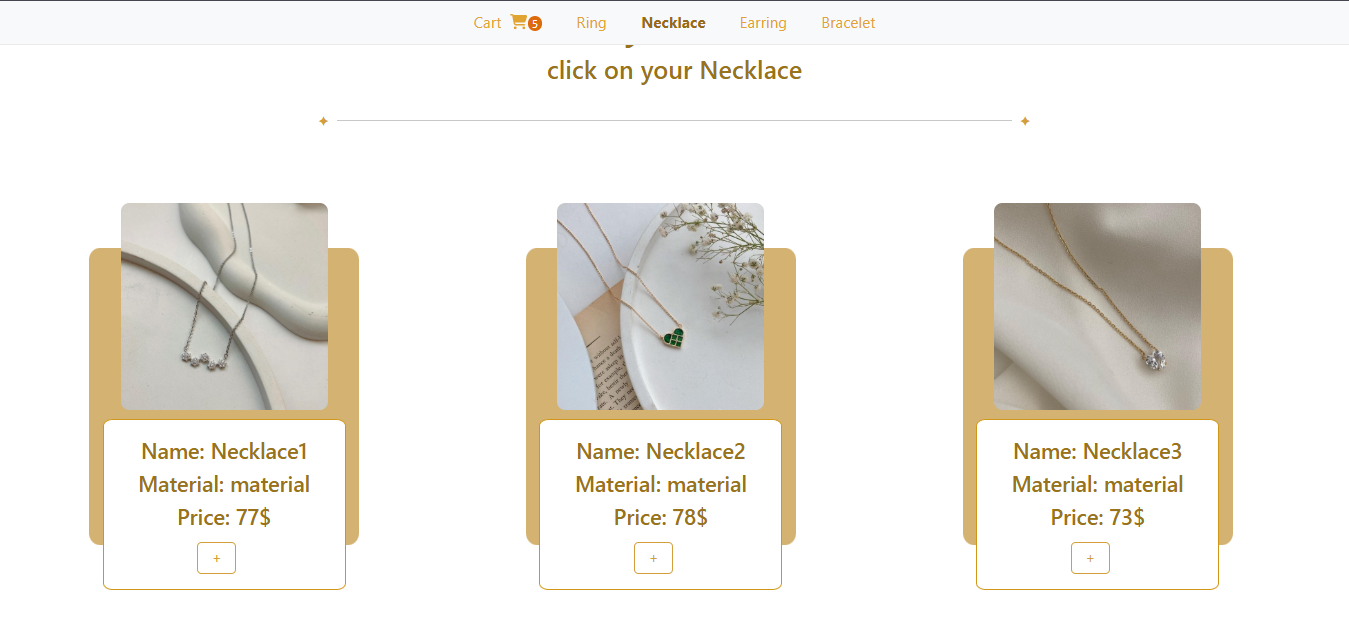 Cart 5 Ring Necklace Earring Bracelet
click on your Necklace
Name: Necklace1
Material: material
Price: 77$
+
Name: Necklace2
Material: material
Price: 78$
+
Name: Necklace3
Material: material
Price: 73$
+